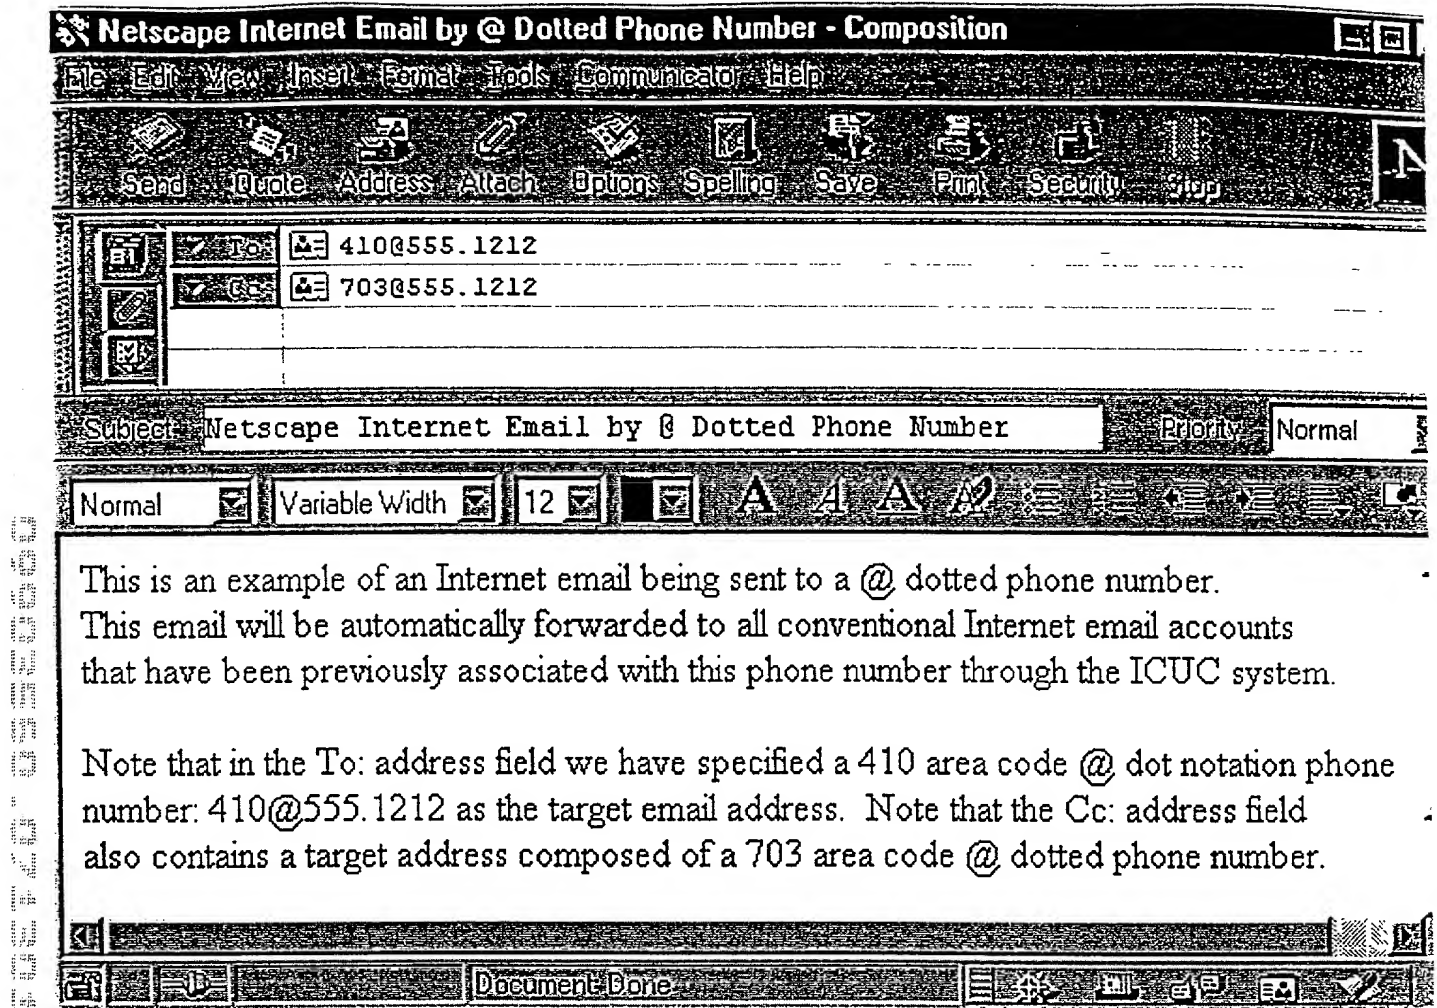 Netscape Internet Email by @ Dotted Phone Number - Composition
File Edit View Insert Format Tools Communicator Help
Send Quote Address Attach Options Spelling Save Print Security Stop
N
To: 410@555.1212
Cc: 703@555.1212
Subject: Netscape Internet Email by @ Dotted Phone Number Priority: Normal
Normal Variable Width 12 A A A
This is an example of an Internet email being sent to a @ dotted phone number.
This email will be automatically forwarded to all conventional Internet email accounts
that have been previously associated with this phone number through the ICUC system.
Note that in the To: address field we have specified a 410 area code @ dot notation phone
number: 410@555.1212 as the target email address. Note that the Cc: address field
also contains a target address composed of a 703 area code @ dotted phone number.
Document: Done